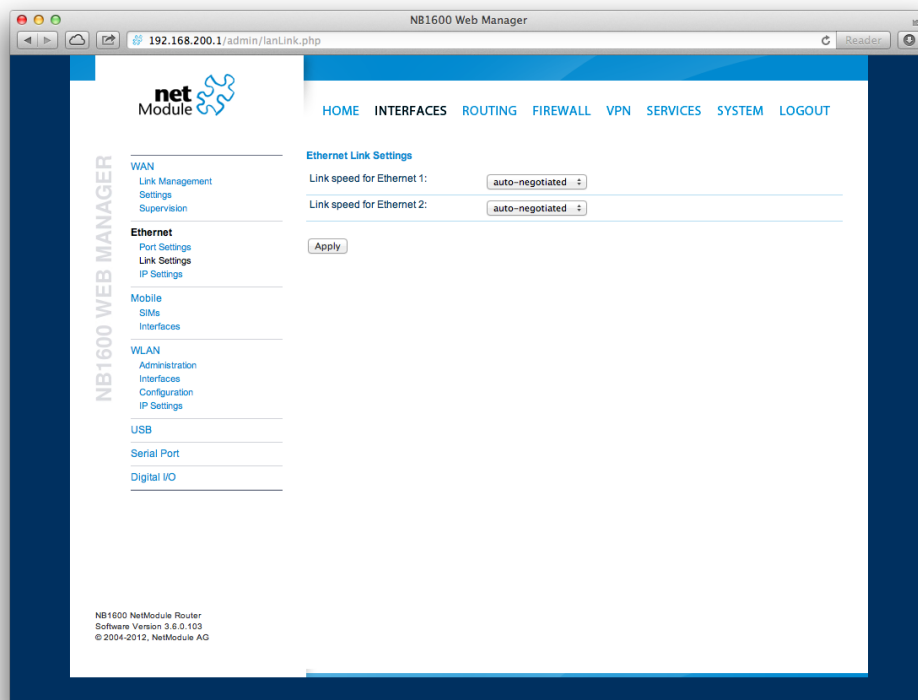 NB1600 Web Manager
192.168.200.1/admin/lanLink.php
Reader
net
Module
HOME INTERFACES ROUTING FIREWALL VPN SERVICES SYSTEM LOGOUT
NB1600 WEB MANAGER
WAN
Link Management
Settings
Supervision
Ethernet
Port Settings
Link Settings
IP Settings
Mobile
SIMs
Interfaces
WLAN
Administration
Interfaces
Configuration
IP Settings
USB
Serial Port
Digital I/O
Ethernet Link Settings
Link speed for Ethernet 1: auto-negotiated
Link speed for Ethernet 2: auto-negotiated
Apply
NB1600 NetModule Router
Software Version 3.6.0.103
© 2004-2012, NetModule AG